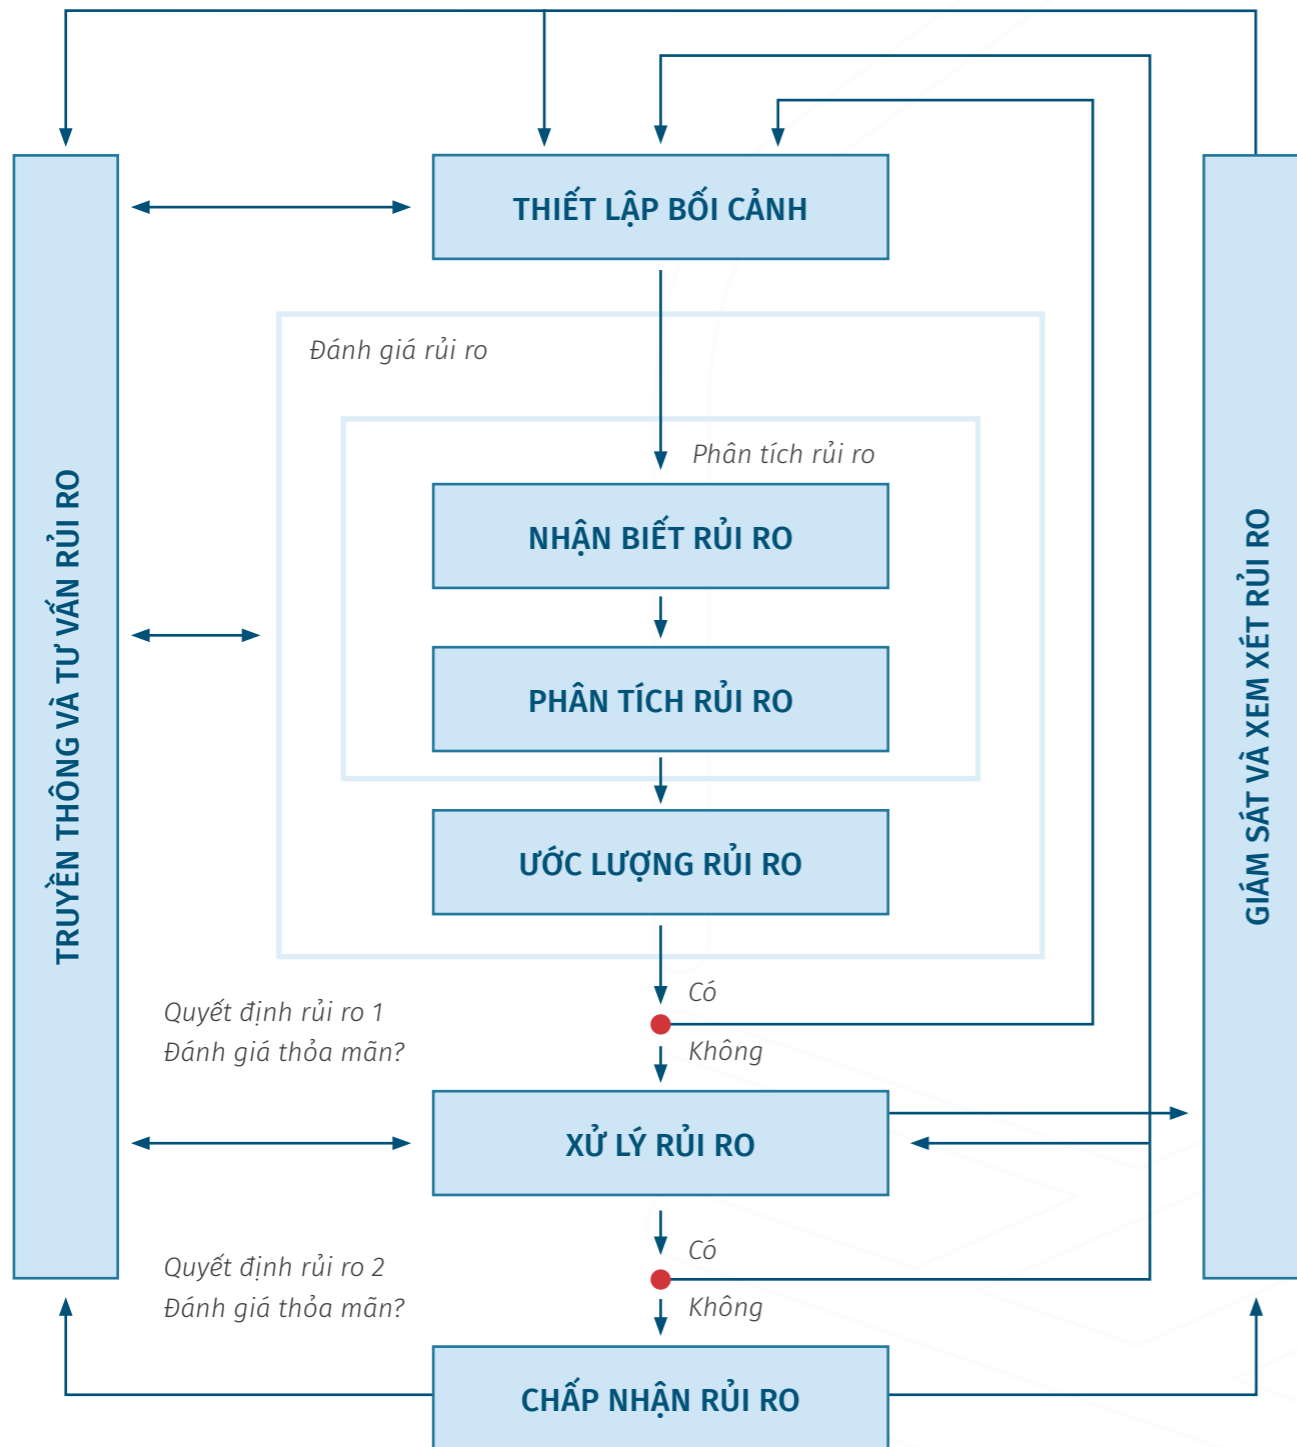 THIẾT LẬP BỐI CẢNH
Đánh giá rủi ro
Phân tích rủi ro
NHẬN BIẾT RỦI RO
PHÂN TÍCH RỦI RO
ƯỚC LƯỢNG RỦI RO
TRUYỀN THÔNG VÀ TƯ VẤN RỦI RO
GIÁM SÁT VÀ XEM XÉT RỦI RO
Có
Quyết định rủi ro 1
Đánh giá thỏa mãn?
Không
XỬ LÝ RỦI RO
Có
Quyết định rủi ro 2
Đánh giá thỏa mãn?
Không
CHẤP NHẬN RỦI RO